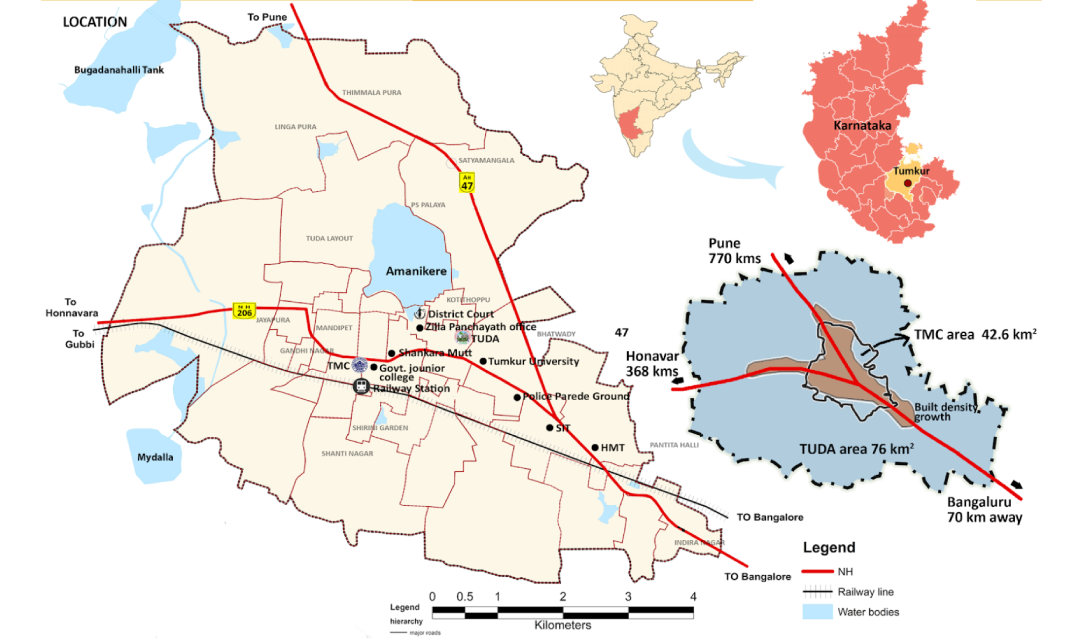 LOCATION
To Pune
Bugadanahalli Tank
THIMMALA PURA
LINGA PURA
SATYAMANGALA
AH
47
PS PALAYA
TUDA LAYOUT
Amanikere
KOTITHOPPU
To
Honnavara
NH
206
JAYAPURA
MANDIPET
District Court
Zilla Panchayath office
TUDA
BHATWADY
47
To
Gubbi
GANDHI NAGAR
Shankara Mutt
Tumkur University
TMC
Govt. jounior
college
Railway Station
Police Parede Ground
SHIRINI GARDEN
SIT
HMT
PANTITA HALLI
SHANTI NAGAR
Mydalla
TO Bangalore
INDIRA NAGAR
TO Bangalore
Karnataka
Tumkur
Pune
770 kms
TMC area 42.6 km²
Honavar
368 kms
Built density
growth
TUDA area 76 km²
Bangaluru
70 km away
Legend
NH
Railway line
Water bodies
Legend
hierarchy
major roads
0 0.5 1 2 3 4
Kilometers